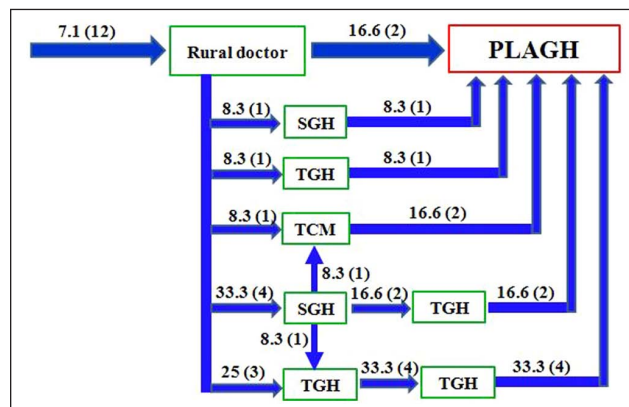 7.1 (12)
Rural doctor
16.6 (2)
PLAGH
8.3 (1)
SGH
8.3 (1)
8.3 (1)
TGH
8.3 (1)
8.3 (1)
TCM
16.6 (2)
8.3 (1)
33.3 (4)
SGH
16.6 (2)
TGH
16.6 (2)
8.3 (1)
25 (3)
TGH
33.3 (4)
TGH
33.3 (4)